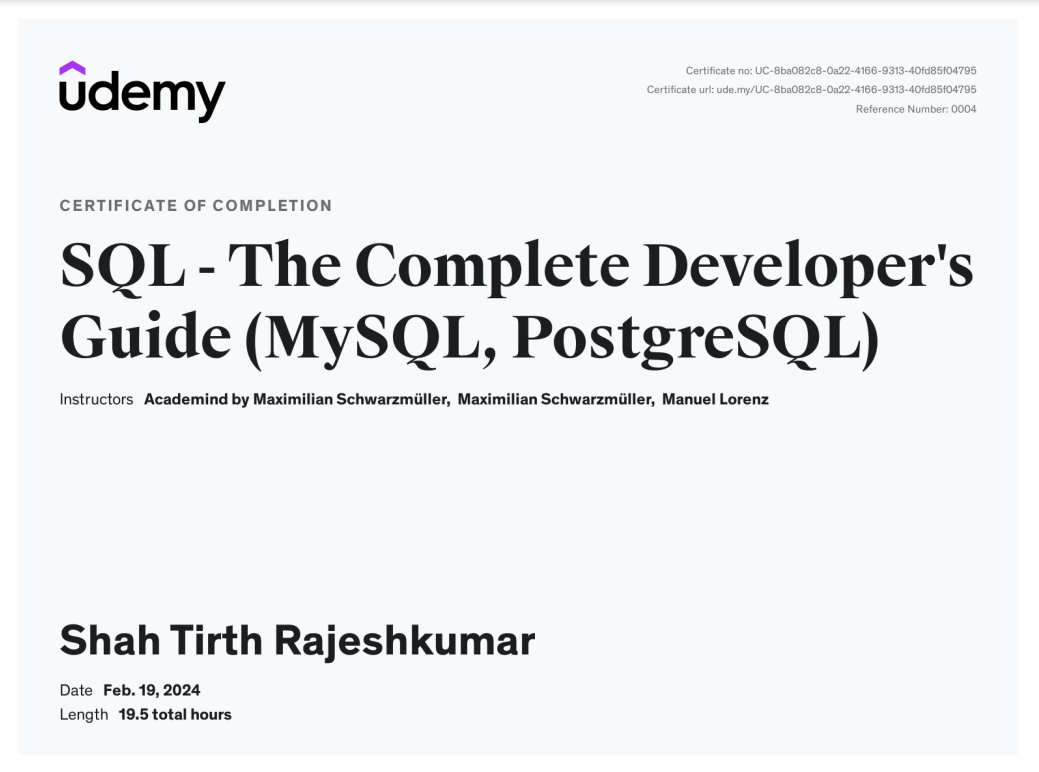 udemy
Certificate no: UC-8ba082c8-0a22-4166-9313-40fd85f04795
Certificate url: ude.my/UC-8ba082c8-0a22-4166-9313-40fd85f04795
Reference Number: 0004
CERTIFICATE OF COMPLETION
SQL - The Complete Developer's
Guide (MySQL, PostgreSQL)
Instructors Academind by Maximilian Schwarzmüller, Maximilian Schwarzmüller, Manuel Lorenz
Shah Tirth Rajeshkumar
Date Feb. 19, 2024
Length 19.5 total hours